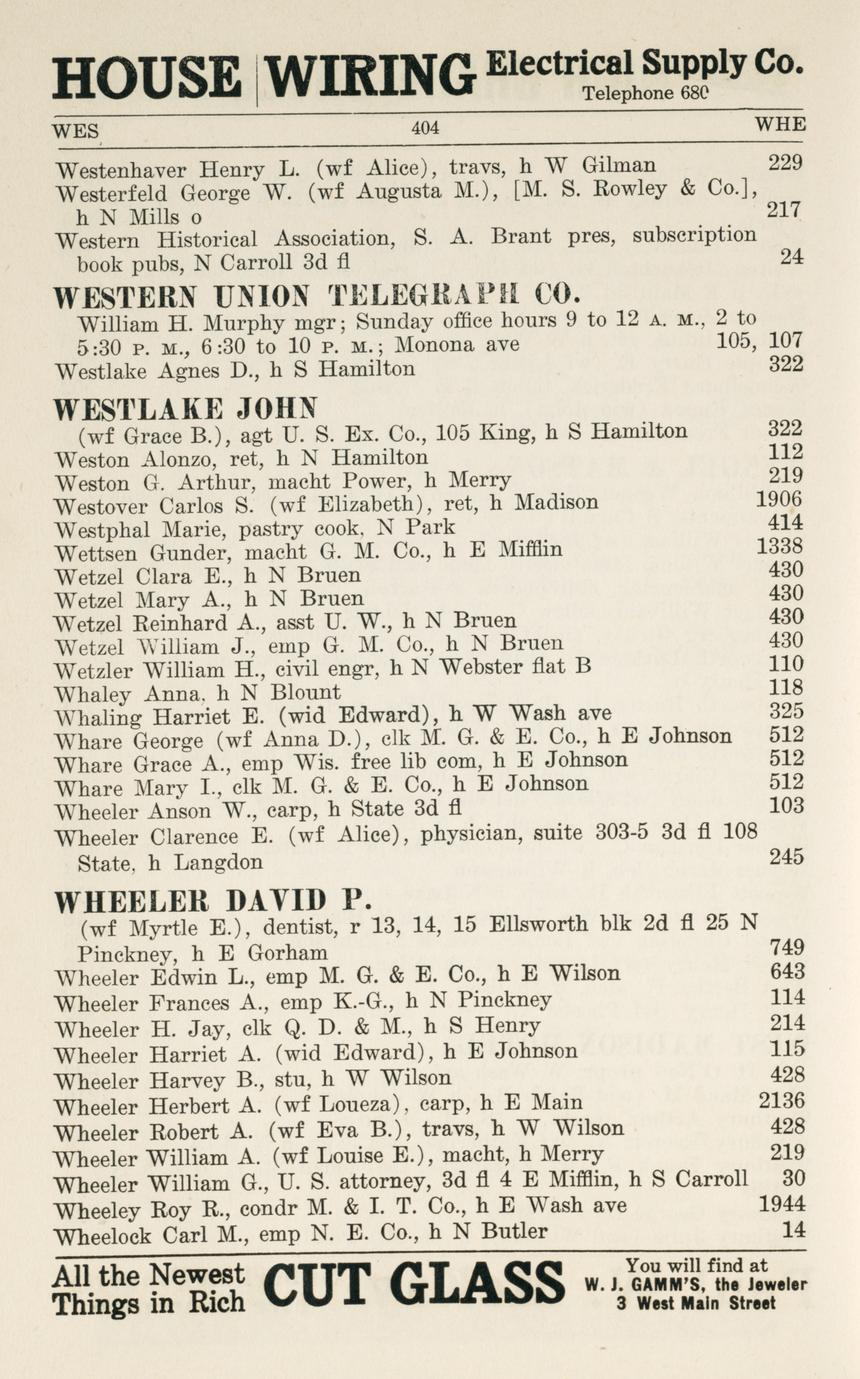 HOUSE WIRING Electrical Supply Co.
Telephone 680
WES 404 WHE
Westenhaver Henry L. (wf Alice), travs, h W Gilman 229
Westerfeld George W. (wf Augusta M.), [M. S. Rowley & Co.],
h N Mills o 217
Western Historical Association, S. A. Brant pres, subscription
book pubs, N Carroll 3d fl 24
WESTERN UNION TELEGRAPH CO.
William H. Murphy mgr; Sunday office hours 9 to 12 A. M., 2 to
5:30 P. M., 6:30 to 10 P. M.; Monona ave 105, 107
Westlake Agnes D., h S Hamilton 322
WESTLAKE JOHN
(wf Grace B.), agt U. S. Ex. Co., 105 King, h S Hamilton 322
Weston Alonzo, ret, h N Hamilton 112
Weston G. Arthur, macht Power, h Merry 219
Westover Carlos S. (wf Elizabeth), ret, h Madison 1906
Westphal Marie, pastry cook, N Park 414
Wettsen Gunder, macht G. M. Co., h E Mifflin 1338
Wetzel Clara E., h N Bruen 430
Wetzel Mary A., h N Bruen 430
Wetzel Reinhard A., asst U. W., h N Bruen 430
Wetzel William J., emp G. M. Co., h N Bruen 430
Wetzler William H., civil engr, h N Webster flat B 110
Whaley Anna, h N Blount 118
Whaling Harriet E. (wid Edward), h W Wash ave 325
Whare George (wf Anna D.), clk M. G. & E. Co., h E Johnson 512
Whare Grace A., emp Wis. free lib com, h E Johnson 512
Whare Mary I., clk M. G. & E. Co., h E Johnson 512
Wheeler Anson W., carp, h State 3d fl 103
Wheeler Clarence E. (wf Alice), physician, suite 303-5 3d fl 108
State, h Langdon 245
WHEELER DAVID P.
(wf Myrtle E.), dentist, r 13, 14, 15 Ellsworth blk 2d fl 25 N
Pinckney, h E Gorham 749
Wheeler Edwin L., emp M. G. & E. Co., h E Wilson 643
Wheeler Frances A., emp K.-G., h N Pinckney 114
Wheeler H. Jay, clk Q. D. & M., h S Henry 214
Wheeler Harriet A. (wid Edward), h E Johnson 115
Wheeler Harvey B., stu, h W Wilson 428
Wheeler Herbert A. (wf Loueza), carp, h E Main 2136
Wheeler Robert A. (wf Eva B.), travs, h W Wilson 428
Wheeler William A. (wf Louise E.), macht, h Merry 219
Wheeler William G., U. S. attorney, 3d fl 4 E Mifflin, h S Carroll 30
Wheeley Roy R., condr M. & I. T. Co., h E Wash ave 1944
Wheelock Carl M., emp N. E. Co., h N Butler 14
All the Newest
Things in Rich
CUT GLASS
You will find at
W. J. GAMM'S, the Jeweler
3 West Main Street